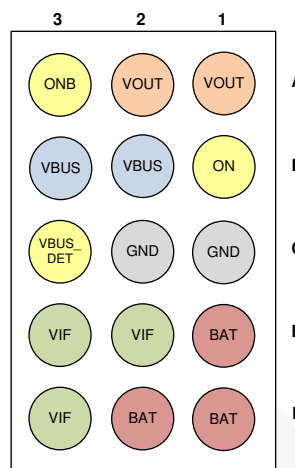 3 2 1
ONB VOUT VOUT
VBUS VBUS ON
VBUS_
DET GND GND
VIF VIF BAT
VIF BAT BAT